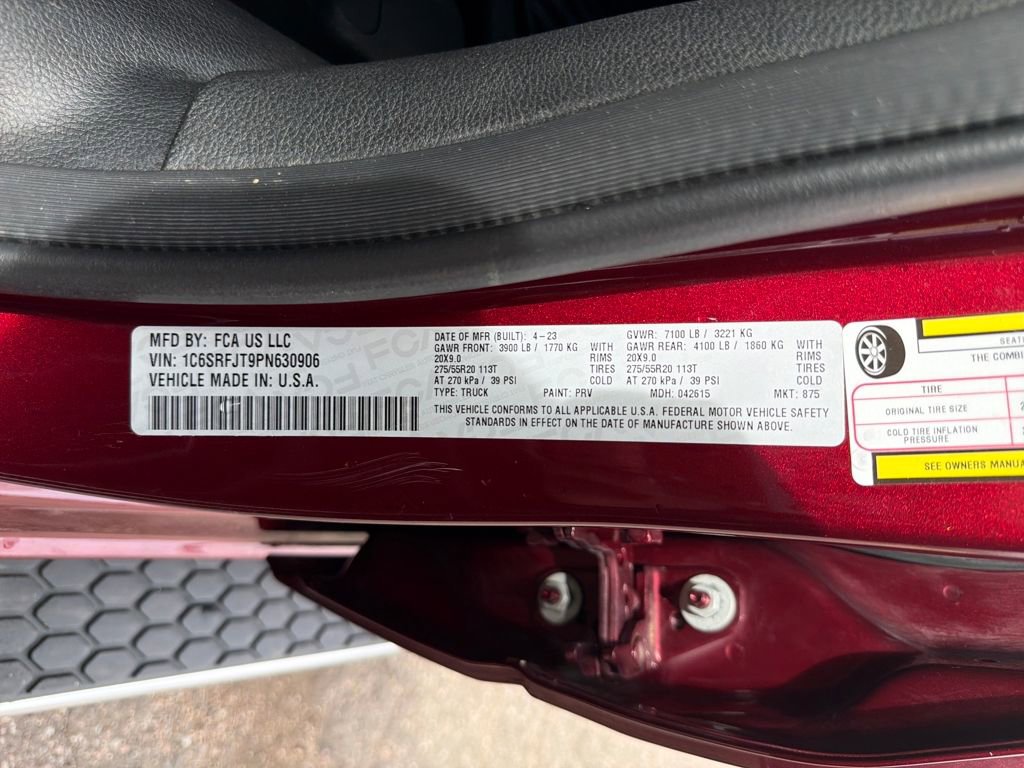 MFD BY: FCA US LLC
VIN: 1C6SRFJT9PN630906
VEHICLE MADE IN: U.S.A.
DATE OF MFR (BUILT): 4-23 GVWR: 7100 LB / 3221 KG
GAWR FRONT: 3900 LB / 1770 KG WITH GAWR REAR: 4100 LB / 1860 KG WITH
20X9.0 RIMS 20X9.0 RIMS
275/55R20 113T TIRES 275/55R20 113T TIRES
AT 270 kPa / 39 PSI COLD AT 270 kPa / 39 PSI COLD
TYPE: TRUCK PAINT: PRV MDH: 042615 MKT: 875
THIS VEHICLE CONFORMS TO ALL APPLICABLE U.S.A. FEDERAL MOTOR VEHICLE SAFETY
STANDARDS IN EFFECT ON THE DATE OF MANUFACTURE SHOWN ABOVE.
THE COMBI
TIRE
ORIGINAL TIRE SIZE
COLD TIRE INFLATION
PRESSURE
SEE OWNERS MANUA